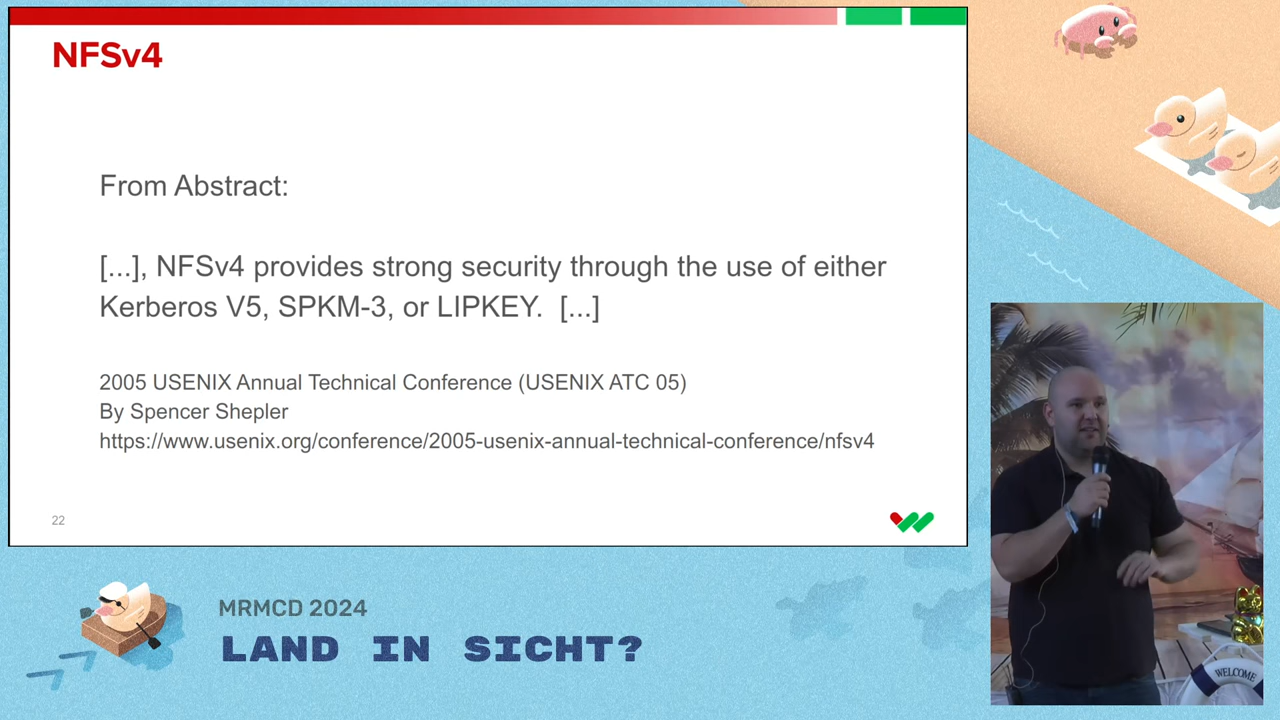 NFSv4
From Abstract:
[...], NFSv4 provides strong security through the use of either
Kerberos V5, SPKM-3, or LIPKEY.  [...]
2005 USENIX Annual Technical Conference (USENIX ATC 05)
By Spencer Shepler
https://www.usenix.org/conference/2005-usenix-annual-technical-conference/nfsv4
22
MRMCD 2024
LAND IN SICHT?
WELCOME